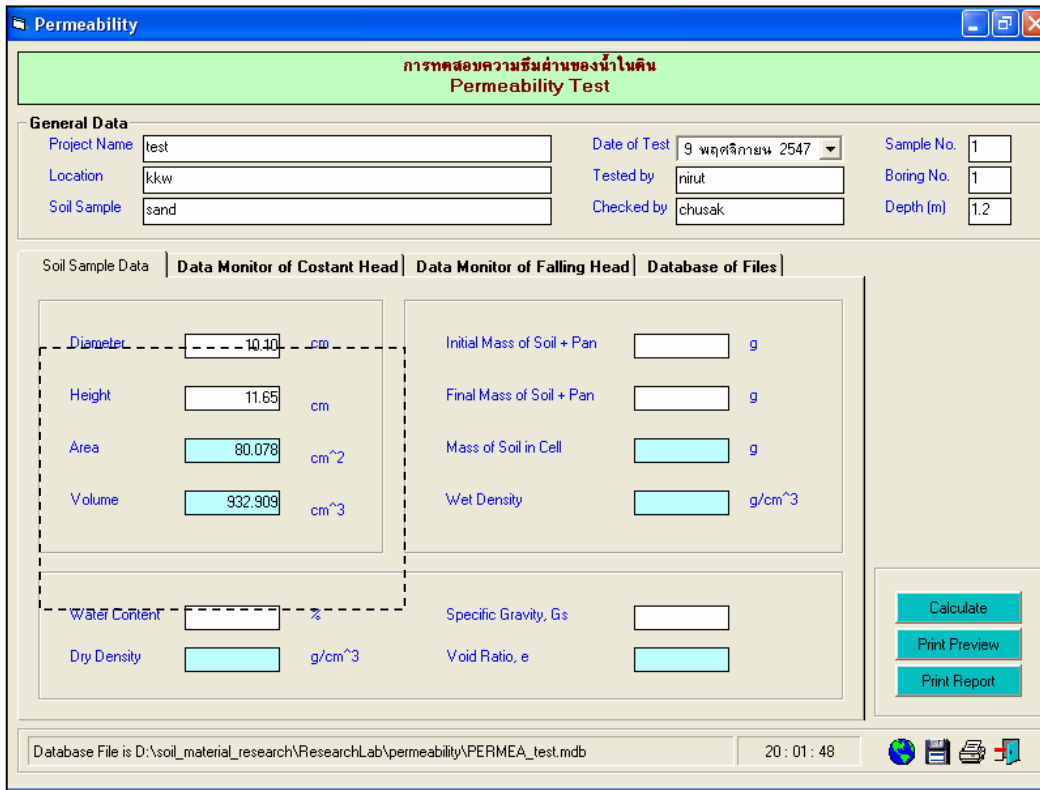 Permeability
การทดสอบความซึมผ่านของน้ำในดิน
Permeability Test
General Data
Project Name test Date of Test 9 พฤศจิกายน 2547 Sample No. 1
Location kkw Tested by nirut Boring No. 1
Soil Sample sand Checked by chusak Depth (m) 1.2
Soil Sample Data Data Monitor of Costant Head Data Monitor of Falling Head Database of Files
Diameter 10.10 cm Initial Mass of Soil + Pan g
Height 11.65 cm Final Mass of Soil + Pan g
Area 80.078 cm^2 Mass of Soil in Cell g
Volume 932.909 cm^3 Wet Density g/cm^3
Water Content % Specific Gravity, Gs
Dry Density g/cm^3 Void Ratio, e
Calculate
Print Preview
Print Report
Database File is D:\soil_material_research\ResearchLab\permeability\PERMEA_test.mdb 20 : 01 : 48